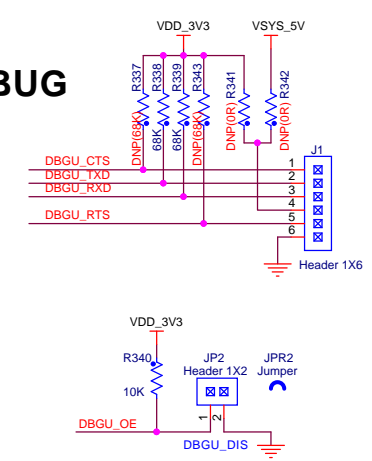 VDD_3V3 VSYS_5V
BUG
R337 R338 R339 R343 R341 R342
DNP(68K) 68K 68K DNP(68K) DNP(0R) DNP(0R)
J1
DBGU_CTS 1
DBGU_TXD 2
DBGU_RXD 3
4
DBGU_RTS 5
6
Header 1X6
VDD_3V3
R340 JP2 JPR2
Header 1X2 Jumper
10K
DBGU_OE 1 2
DBGU_DIS